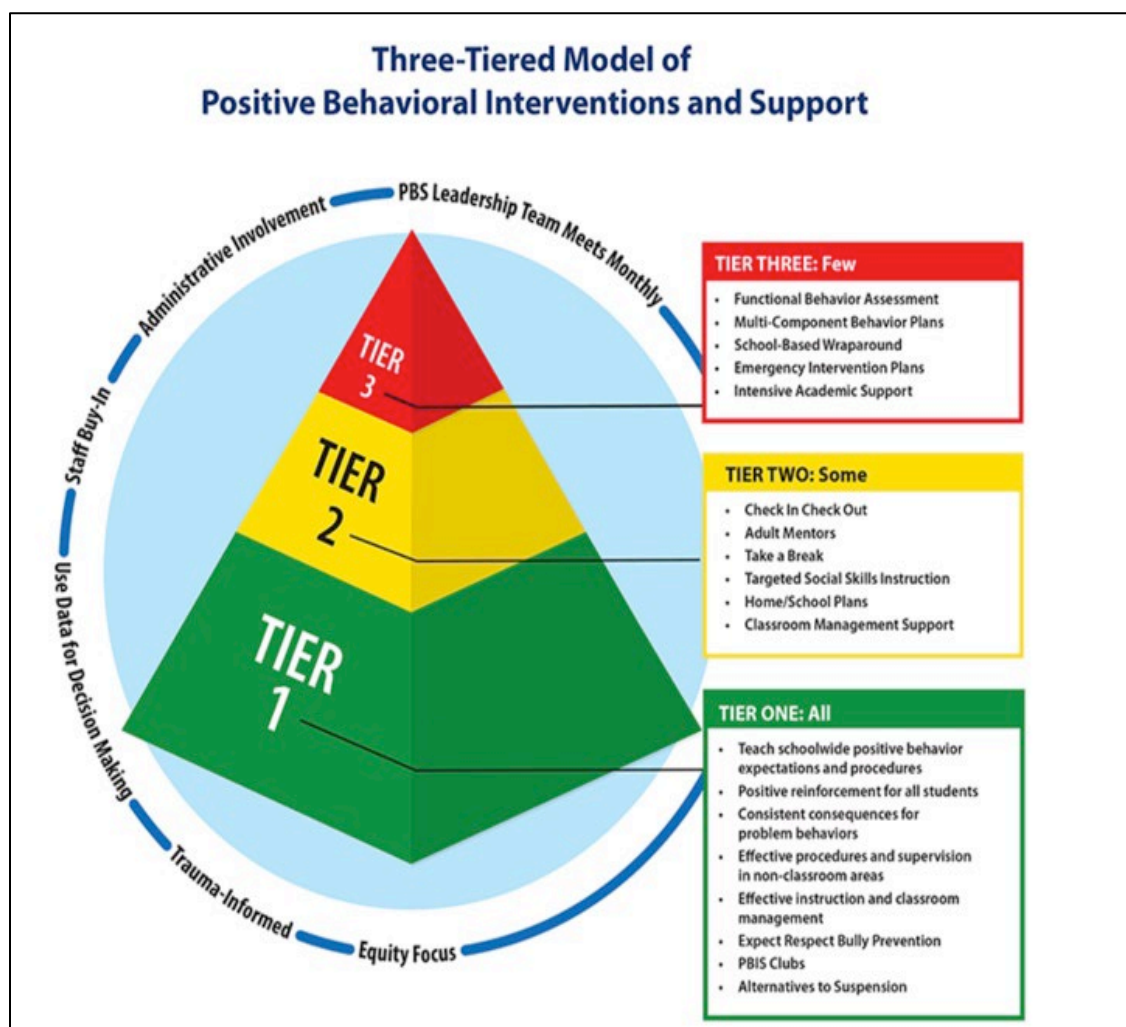 Three-Tiered Model of
Positive Behavioral Interventions and Support
PBS Leadership Team Meets Monthly
Administrative Involvement
Staff Buy-In
Use Data for Decision Making
Trauma-Informed
Equity Focus
TIER
3
TIER
2
TIER
1
TIER THREE: Few
• Functional Behavior Assessment
• Multi-Component Behavior Plans
• School-Based Wraparound
• Emergency Intervention Plans
• Intensive Academic Support
TIER TWO: Some
• Check In Check Out
• Adult Mentors
• Take a Break
• Targeted Social Skills Instruction
• Home/School Plans
• Classroom Management Support
TIER ONE: All
• Teach schoolwide positive behavior
expectations and procedures
• Positive reinforcement for all students
• Consistent consequences for
problem behaviors
• Effective procedures and supervision
in non-classroom areas
• Effective instruction and classroom
management
• Expect Respect Bully Prevention
• PBIS Clubs
• Alternatives to Suspension